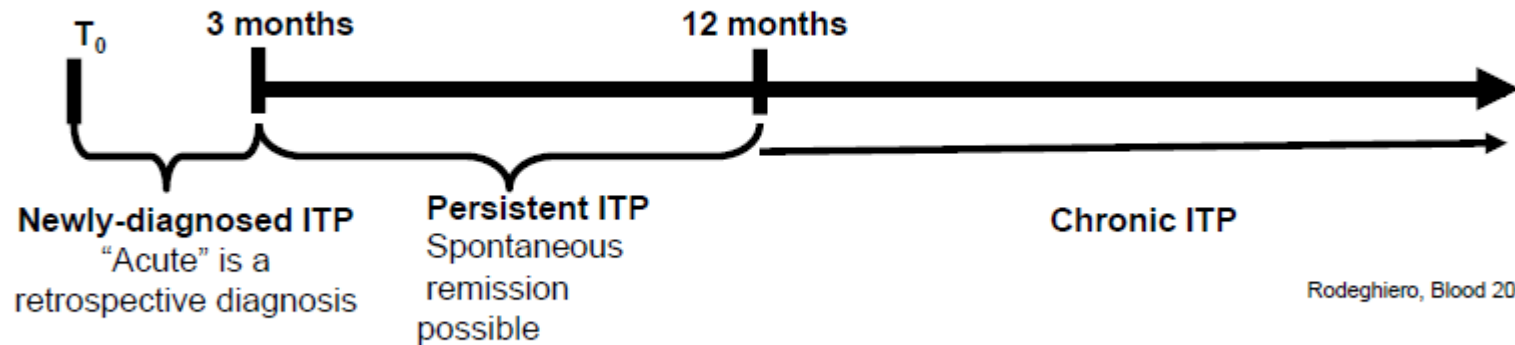 T₀
3 months
12 months
Newly-diagnosed ITP
“Acute” is a
retrospective diagnosis
Persistent ITP
Spontaneous
remission
possible
Chronic ITP
Rodeghiero, Blood 20